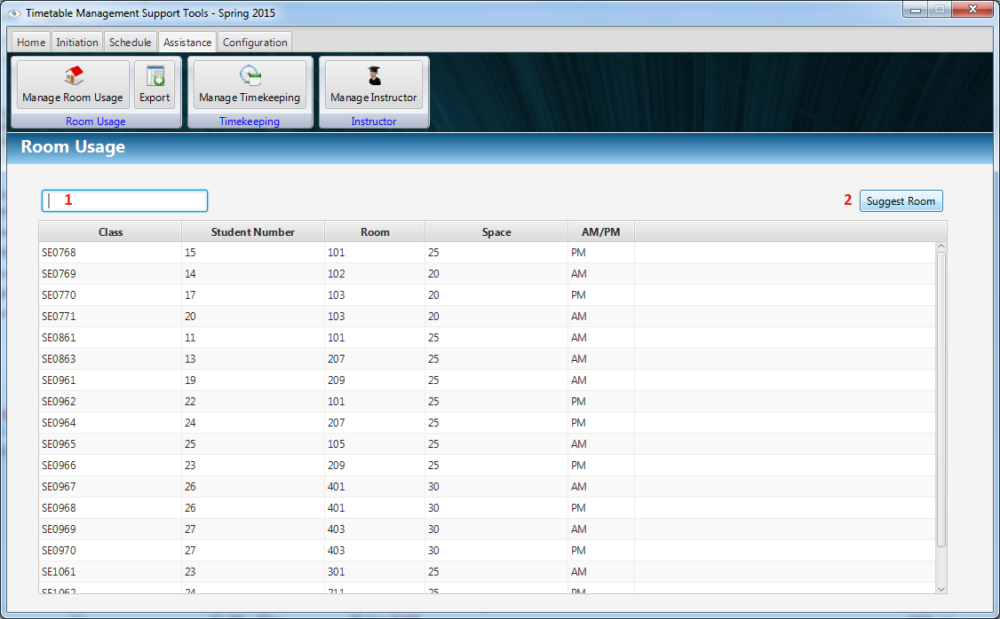 Timetable Management Support Tools - Spring 2015
Home Initiation Schedule Assistance Configuration
Manage Room Usage Export Manage Timekeeping Manage Instructor
Room Usage Timekeeping Instructor
Room Usage
1 2 Suggest Room
Class Student Number Room Space AM/PM
SE0768 15 101 25 PM
SE0769 14 102 20 AM
SE0770 17 103 20 PM
SE0771 20 103 20 AM
SE0861 11 101 25 AM
SE0863 13 207 25 AM
SE0961 19 209 25 AM
SE0962 22 101 25 PM
SE0964 24 207 25 PM
SE0965 25 105 25 AM
SE0966 23 209 25 PM
SE0967 26 401 30 AM
SE0968 26 401 30 PM
SE0969 27 403 30 AM
SE0970 27 403 30 PM
SE1061 23 301 25 AM
SE1062 24 211 25 PM